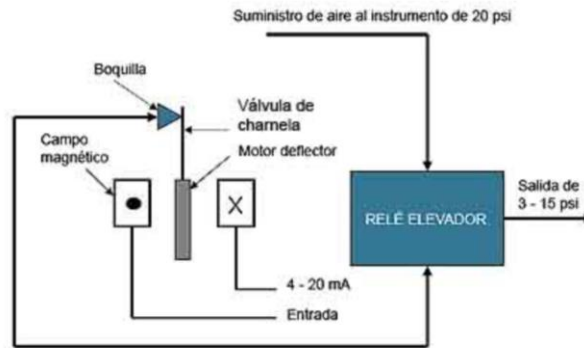 Suministro de aire al instrumento de 20 psi
Boquilla
Válvula de
charnela
Campo
magnético
Motor deflector
X
RELÉ ELEVADOR
Salida de
3 - 15 psi
4 - 20 mA
Entrada